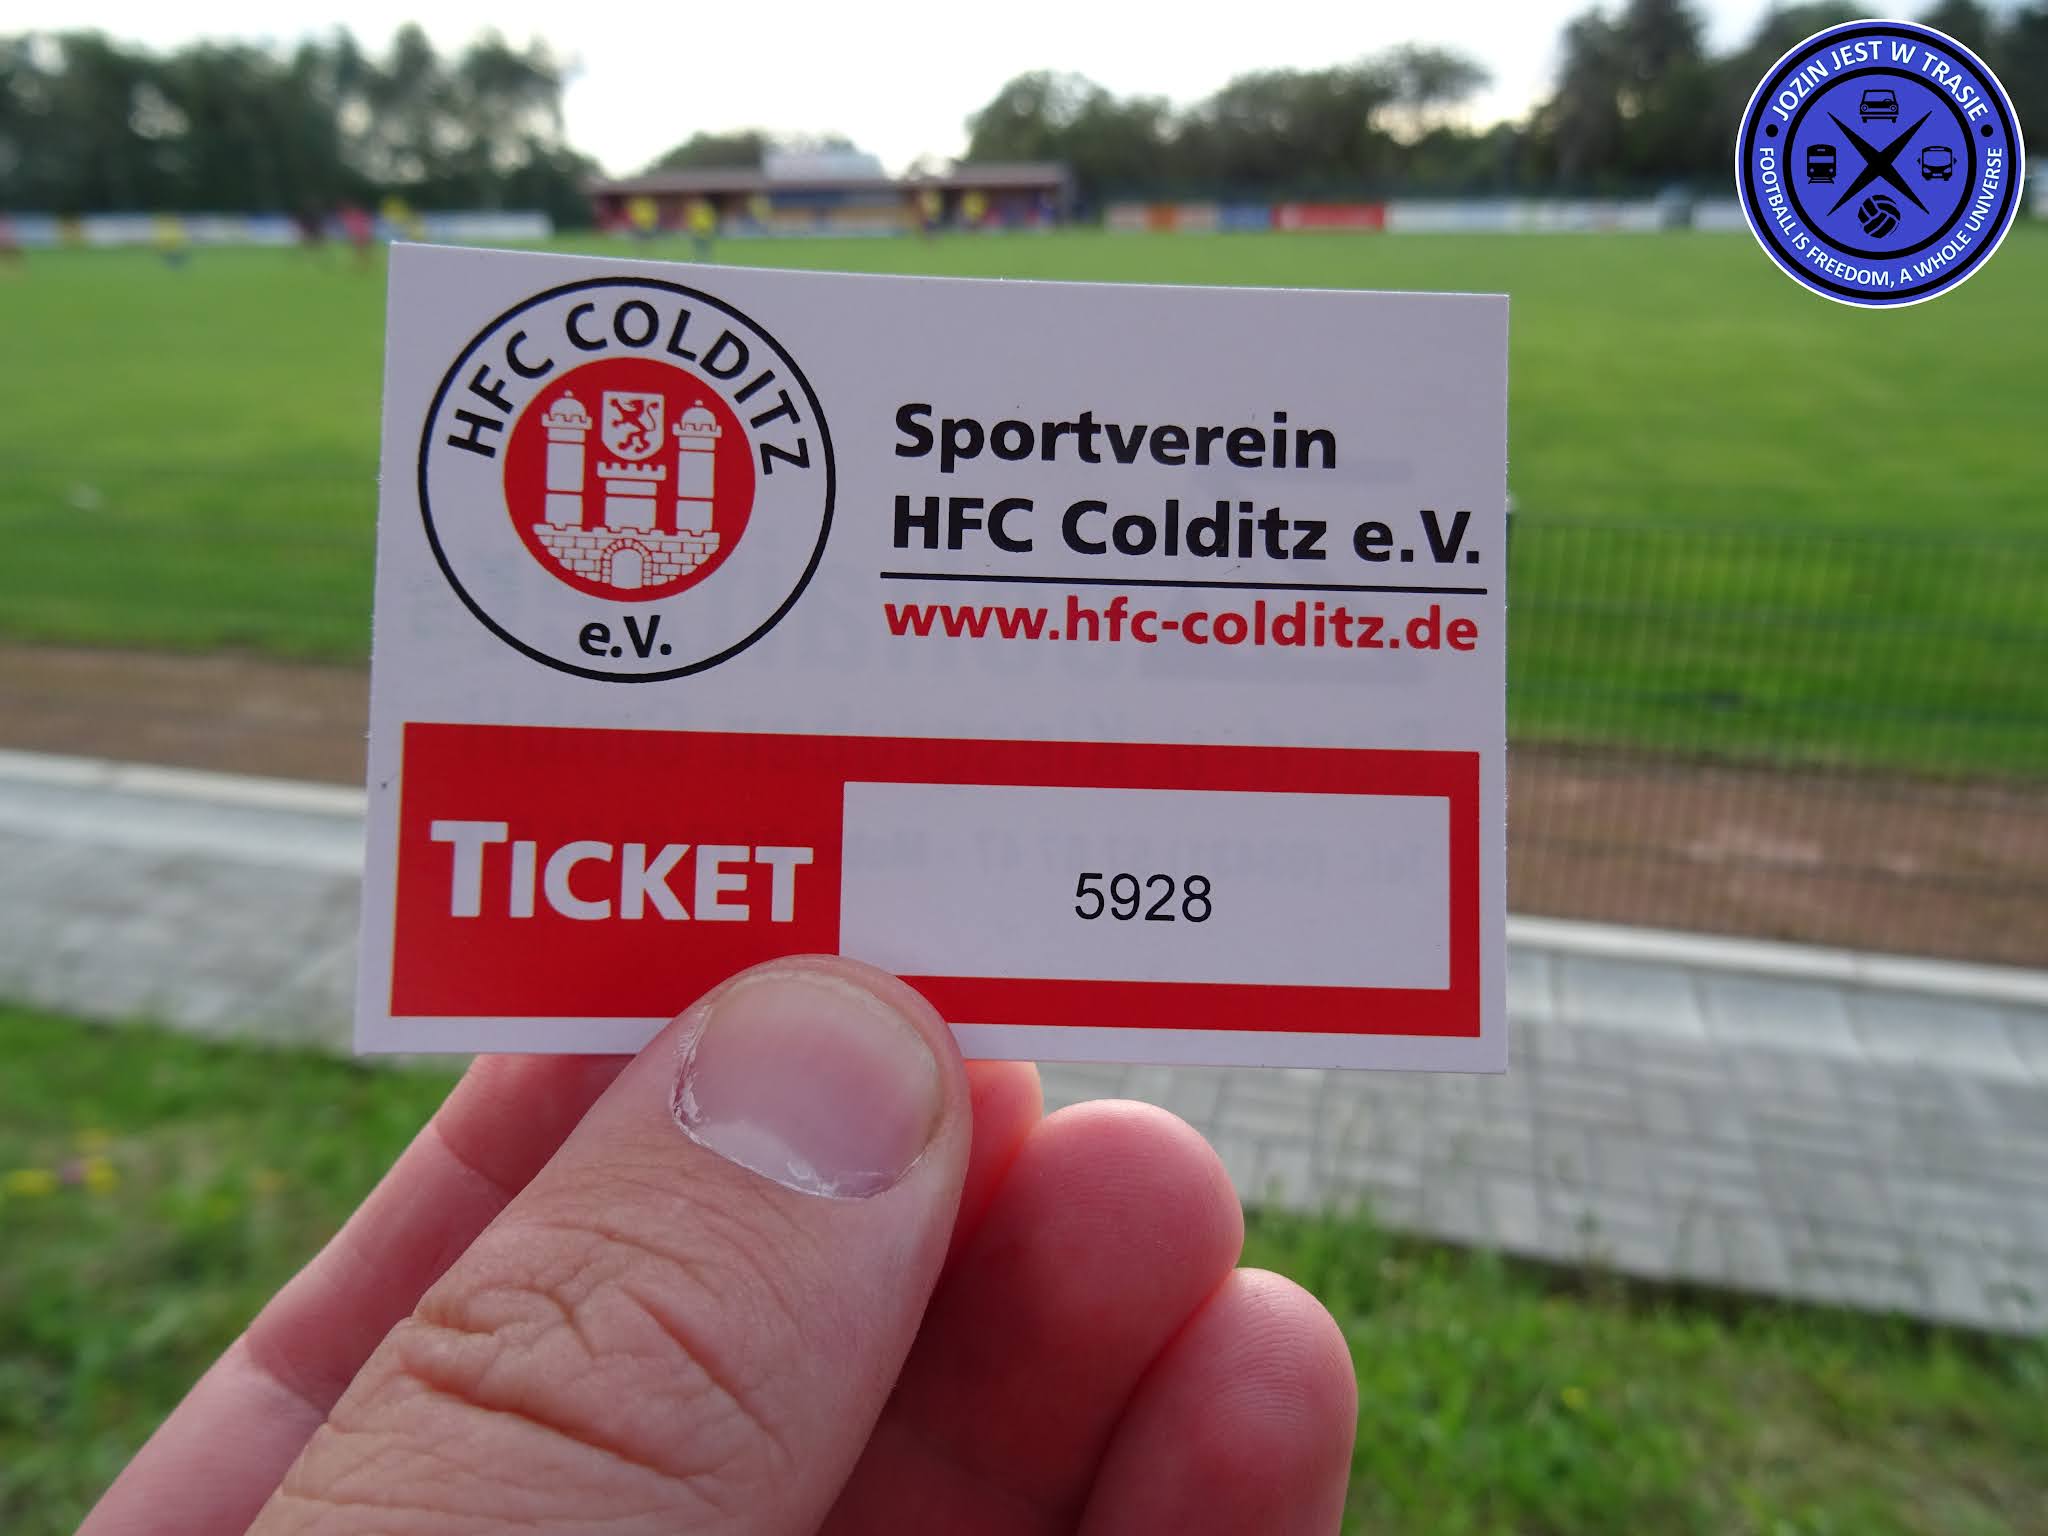 JOZIN JEST W TRASIE
FOOTBALL IS FREEDOM, A WHOLE UNIVERSE
HFC COLDITZ
e.V.
Sportverein
HFC Colditz e.V.
www.hfc-colditz.de
TICKET
5928